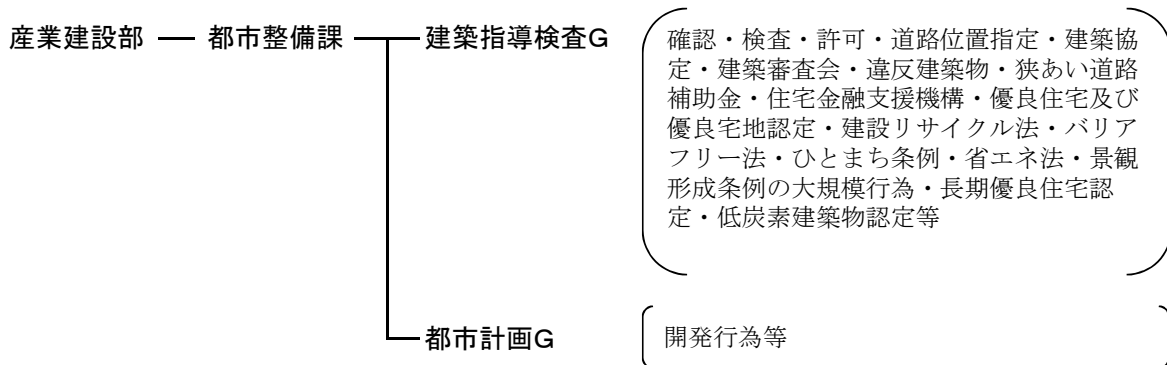 産業建設部 ― 都市整備課 建築指導検査G
確認・検査・許可・道路位置指定・建築協
定・建築審査会・違反建築物・狭あい道路
補助金・住宅金融支援機構・優良住宅及び
優良宅地認定・建設リサイクル法・バリア
フリー法・ひとまち条例・省エネ法・景観
形成条例の大規模行為・長期優良住宅認
定・低炭素建築物認定等
都市計画G
開発行為等